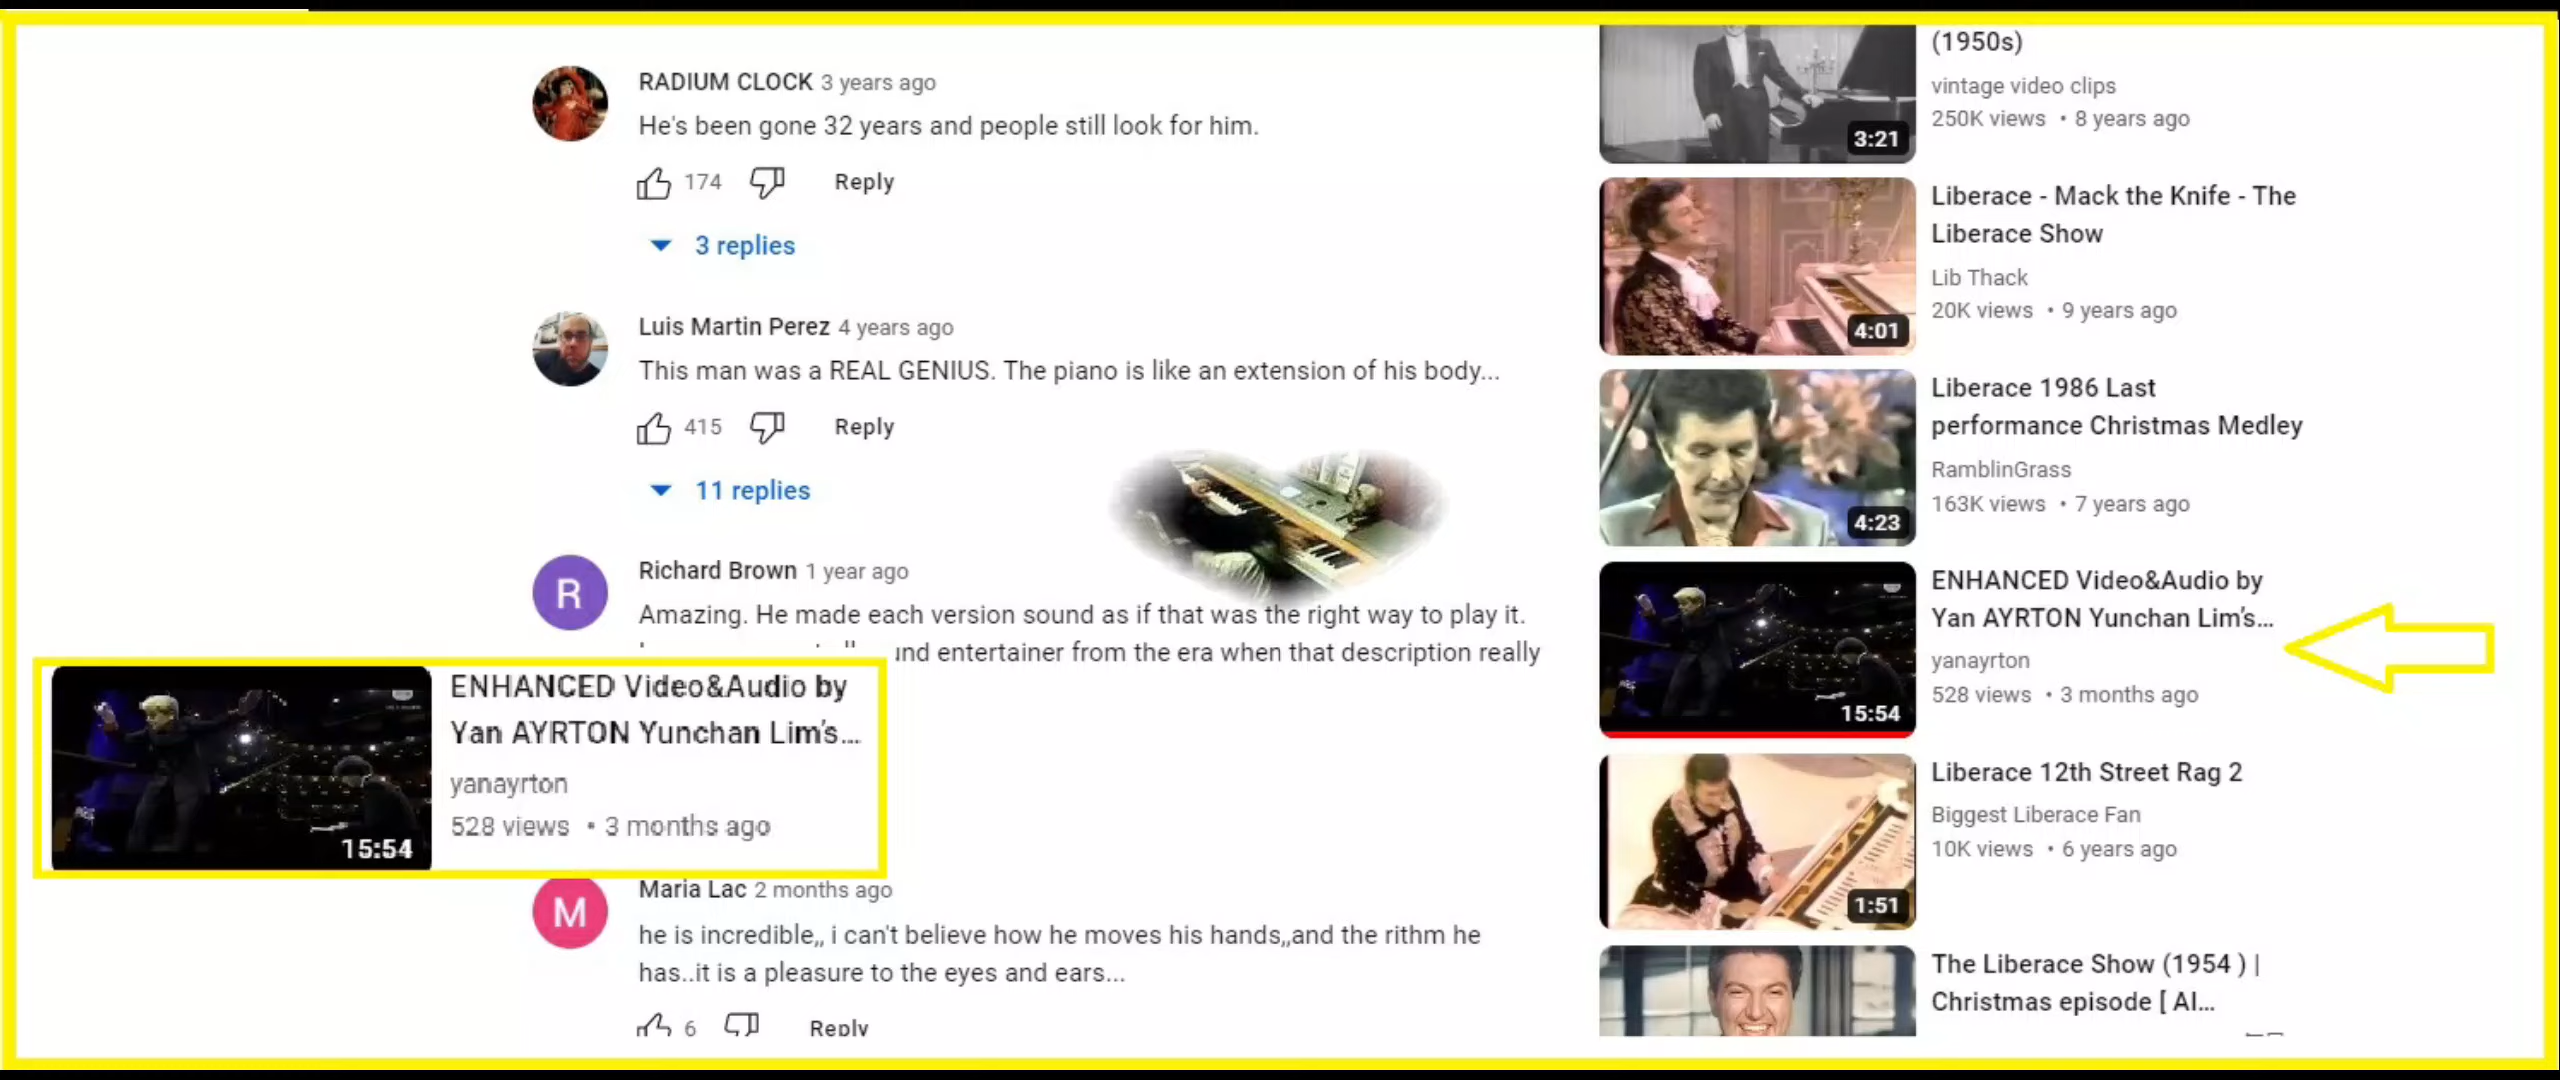 RADIUM CLOCK 3 years ago
He's been gone 32 years and people still look for him.
174 Reply
3 replies
Luis Martin Perez 4 years ago
This man was a REAL GENIUS. The piano is like an extension of his body...
415 Reply
11 replies
R
Richard Brown 1 year ago
Amazing. He made each version sound as if that was the right way to play it.
entertainer from the era when that description really
ENHANCED Video&Audio by
Yan AYRTON Yunchan Lim's...
yanayrton
528 views • 3 months ago
15:54
M
Maria Lac 2 months ago
he is incredible,, i can't believe how he moves his hands,,and the rithm he
has..it is a pleasure to the eyes and ears...
6 Reply
(1950s)
vintage video clips
250K views • 8 years ago
3:21
Liberace - Mack the Knife - The
Liberace Show
Lib Thack
20K views • 9 years ago
4:01
Liberace 1986 Last
performance Christmas Medley
RamblinGrass
163K views • 7 years ago
4:23
ENHANCED Video&Audio by
Yan AYRTON Yunchan Lim's...
yanayrton
528 views • 3 months ago
15:54
Liberace 12th Street Rag 2
Biggest Liberace Fan
10K views • 6 years ago
1:51
The Liberace Show (1954 ) |
Christmas episode [ AI...